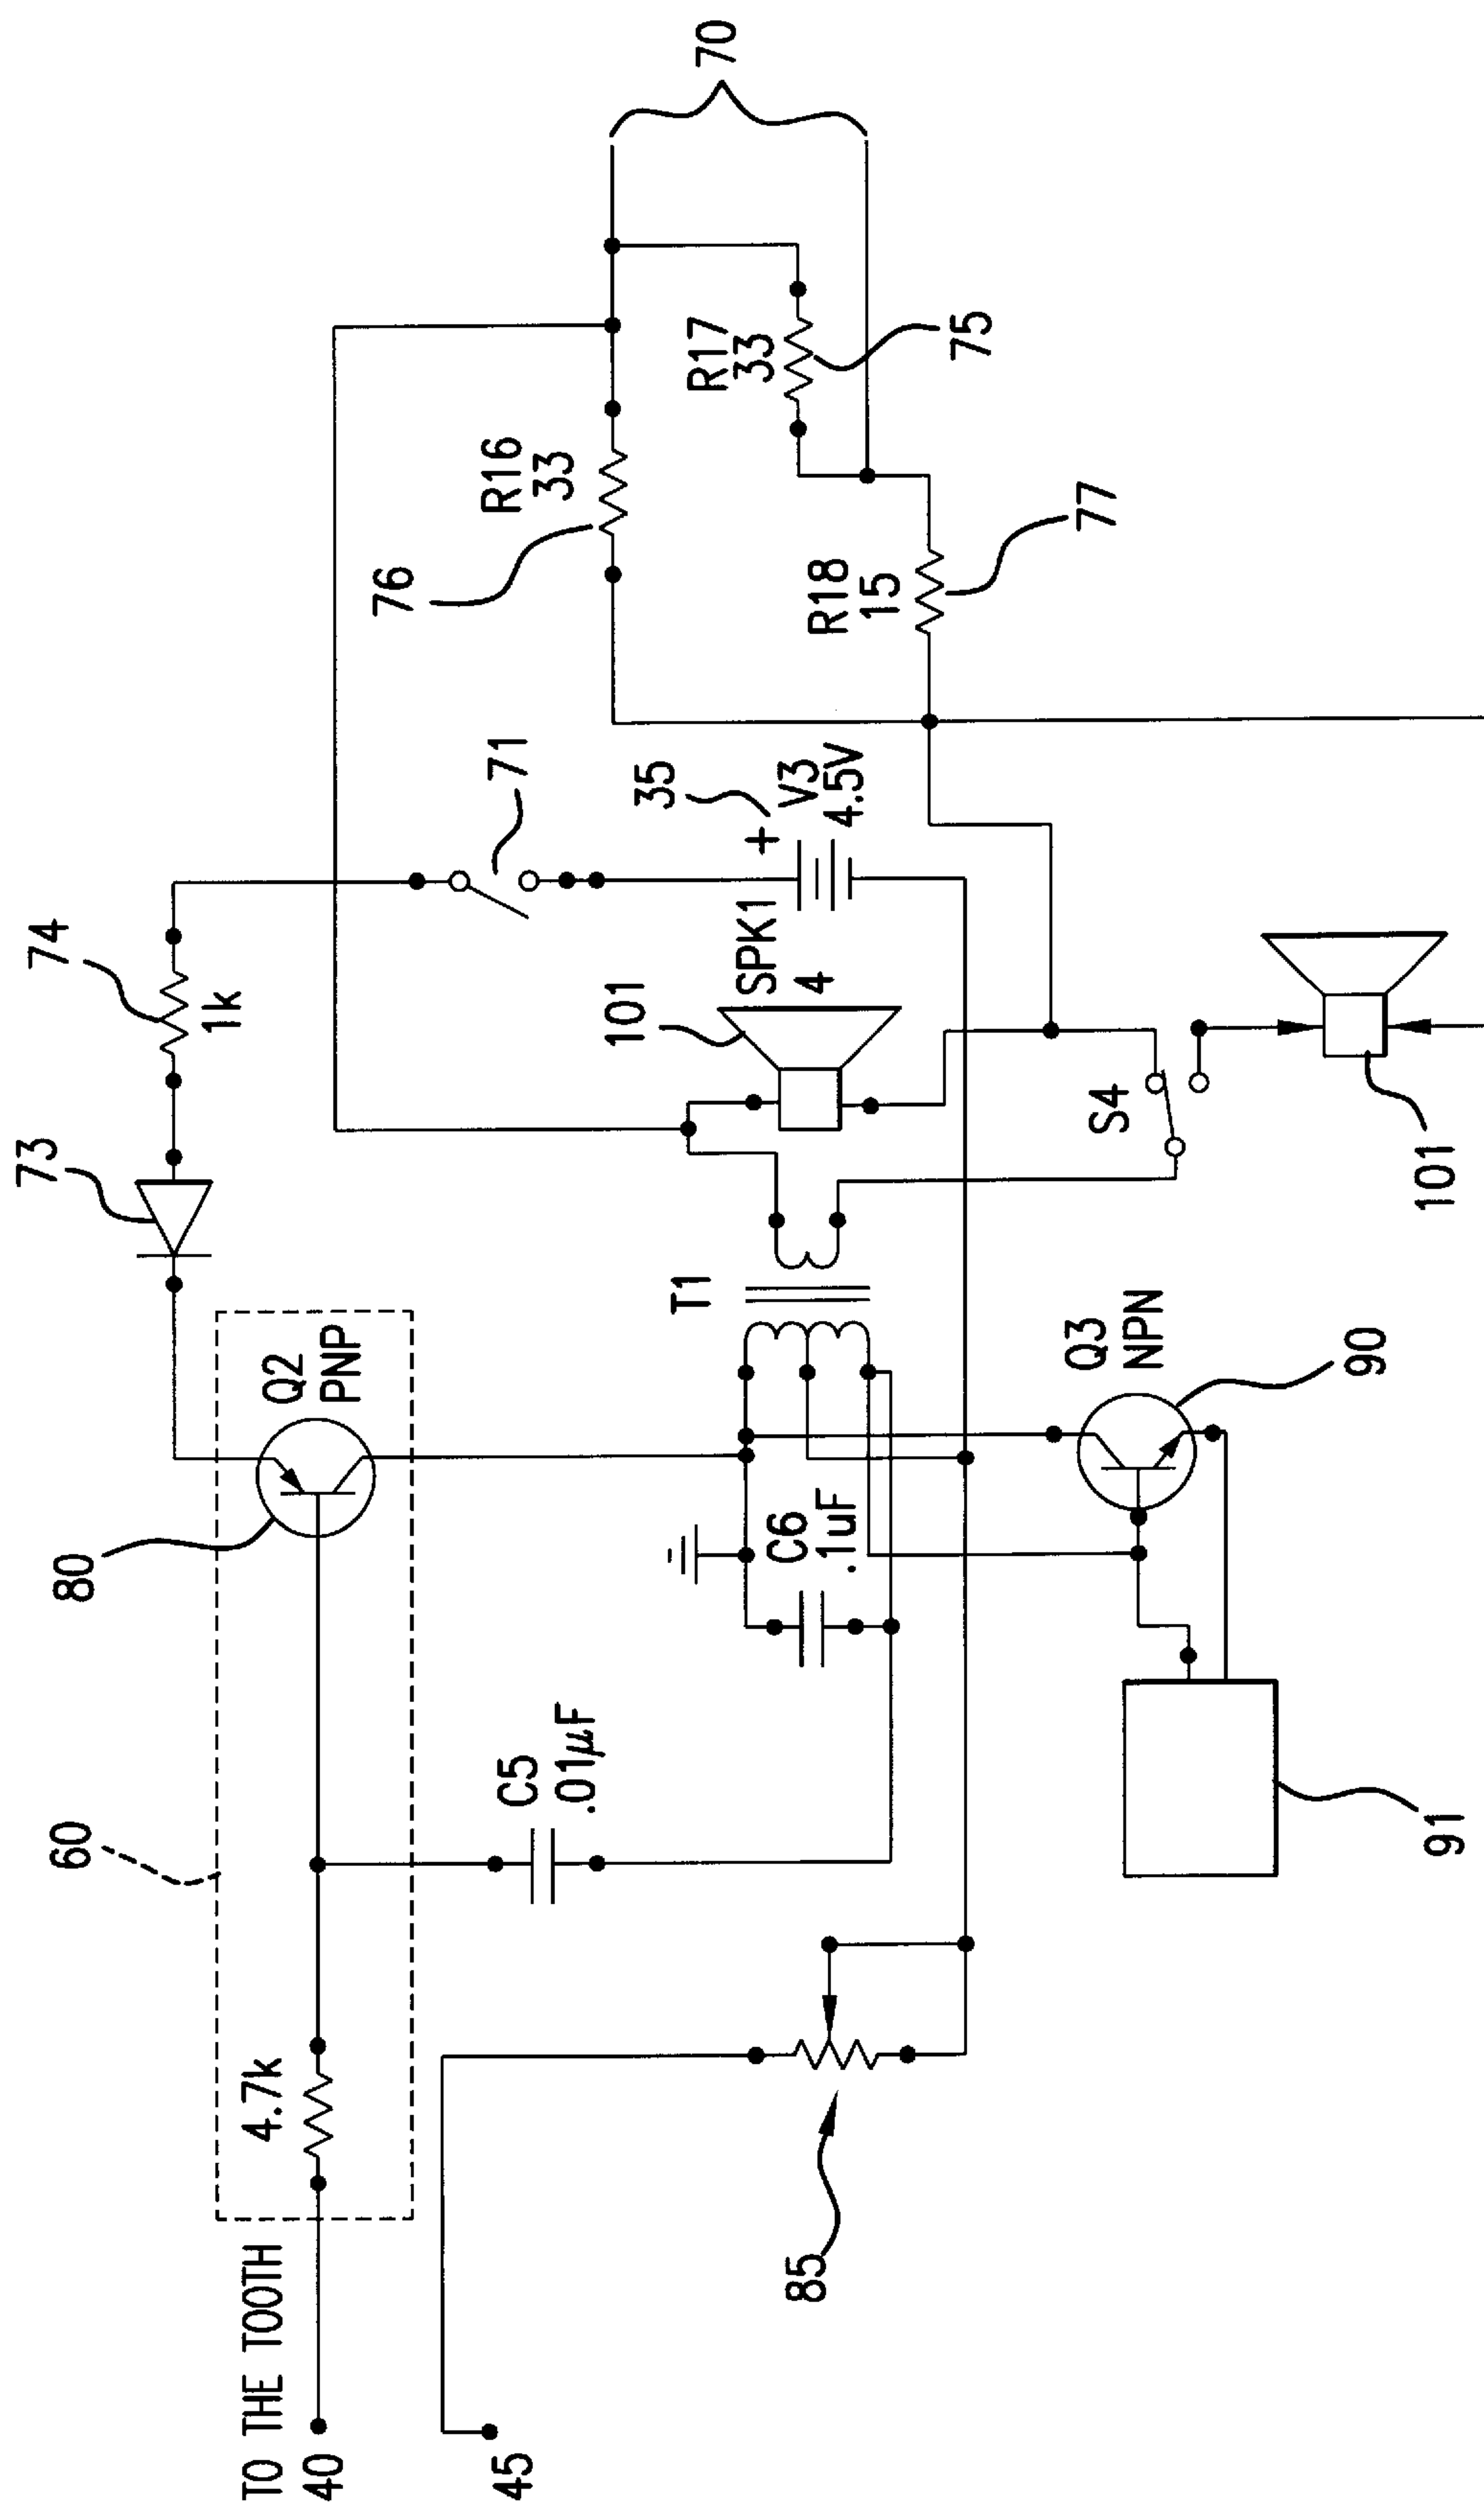 TO THE TOOTH
40
45
4.7k
60
80
Q2
PNP
73
74
1k
C5
.01µF
C6
.1uF
T1
85
91
Q3
NPN
90
S4
101
SPK1
4
101
35
+
V3
4.5V
71
76
R16
33
R17
33
75
R18
15
77
70